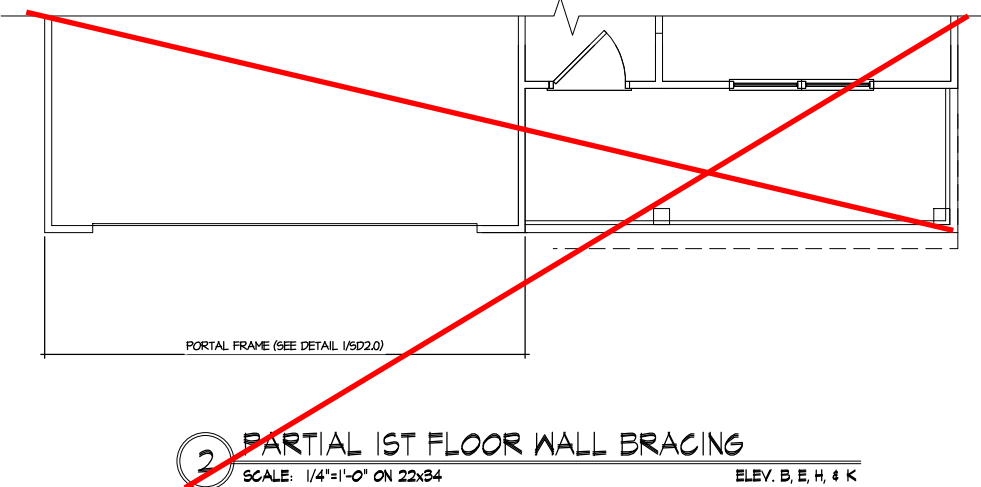 PORTAL FRAME (SEE DETAIL 1/SD2.0)
2 PARTIAL 1ST FLOOR WALL BRACING
SCALE: 1/4"=1'-0" ON 22x34 ELEV. B, E, H, & K